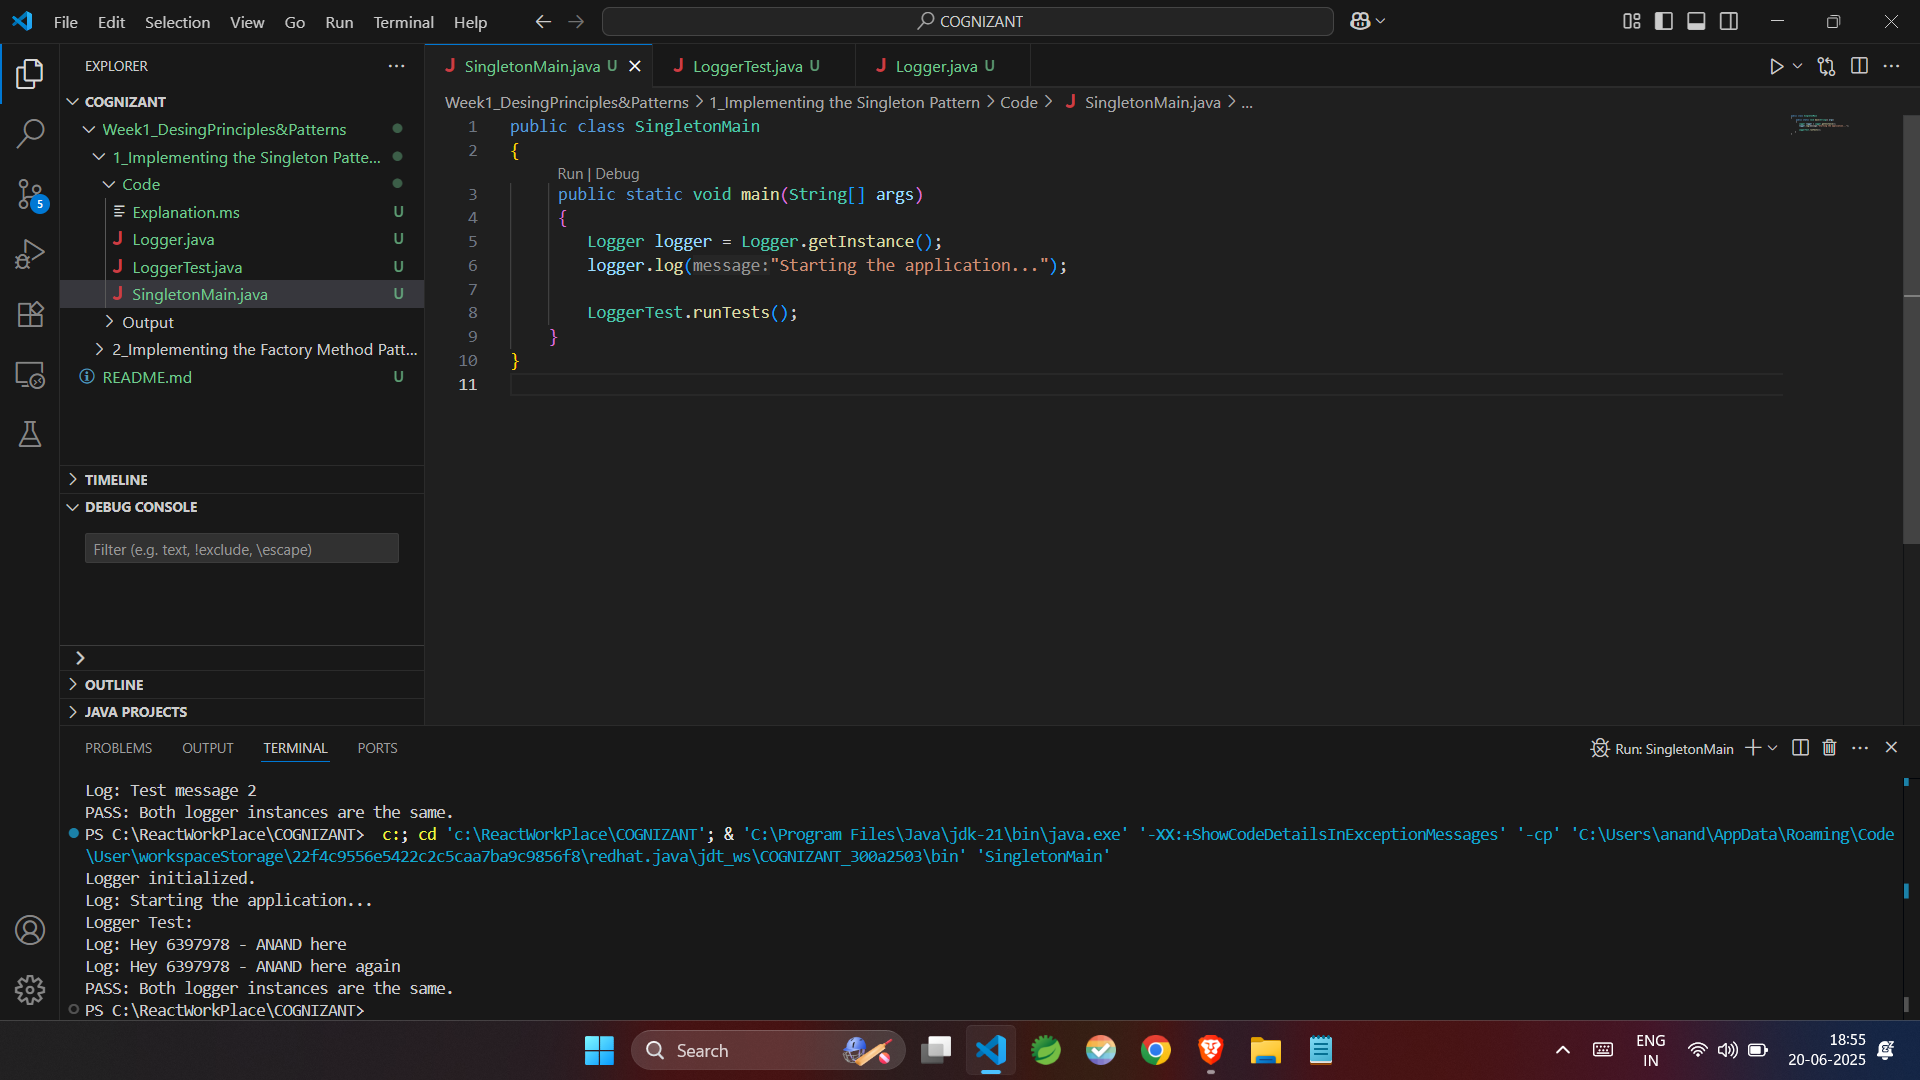 File Edit Selection View Go Run Terminal Help
COGNIZANT
EXPLORER
COGNIZANT
Week1_DesingPrinciples&Patterns
1_Implementing the Singleton Patte...
Code
Explanation.ms U
Logger.java U
LoggerTest.java U
SingletonMain.java U
Output
2_Implementing the Factory Method Patt...
README.md U
5
TIMELINE
DEBUG CONSOLE
Filter (e.g. text, !exclude, \escape)
OUTLINE
JAVA PROJECTS
SingletonMain.java U LoggerTest.java U Logger.java U
Week1_DesingPrinciples&Patterns > 1_Implementing the Singleton Pattern > Code > SingletonMain.java > ...
1 public class SingletonMain
2 {
Run | Debug
3 public static void main(String[] args)
4 {
5 Logger logger = Logger.getInstance();
6 logger.log(message:"Starting the application...");
7
8 LoggerTest.runTests();
9 }
10 }
11
PROBLEMS OUTPUT TERMINAL PORTS
Run: SingletonMain
Log: Test message 2
PASS: Both logger instances are the same.
PS C:\ReactWorkPlace\COGNIZANT> c:; cd 'c:\ReactWorkPlace\COGNIZANT'; & 'C:\Program Files\Java\jdk-21\bin\java.exe' '-XX:+ShowCodeDetailsInExceptionMessages' '-cp' 'C:\Users\anand\AppData\Roaming\Code
\User\workspaceStorage\22f4c9556e5422c2c5caa7ba9c9856f8\redhat.java\jdt_ws\COGNIZANT_300a2503\bin' 'SingletonMain'
Logger initialized.
Log: Starting the application...
Logger Test:
Log: Hey 6397978 - ANAND here
Log: Hey 6397978 - ANAND here again
PASS: Both logger instances are the same.
PS C:\ReactWorkPlace\COGNIZANT>
Search
ENG
IN
18:55
20-06-2025